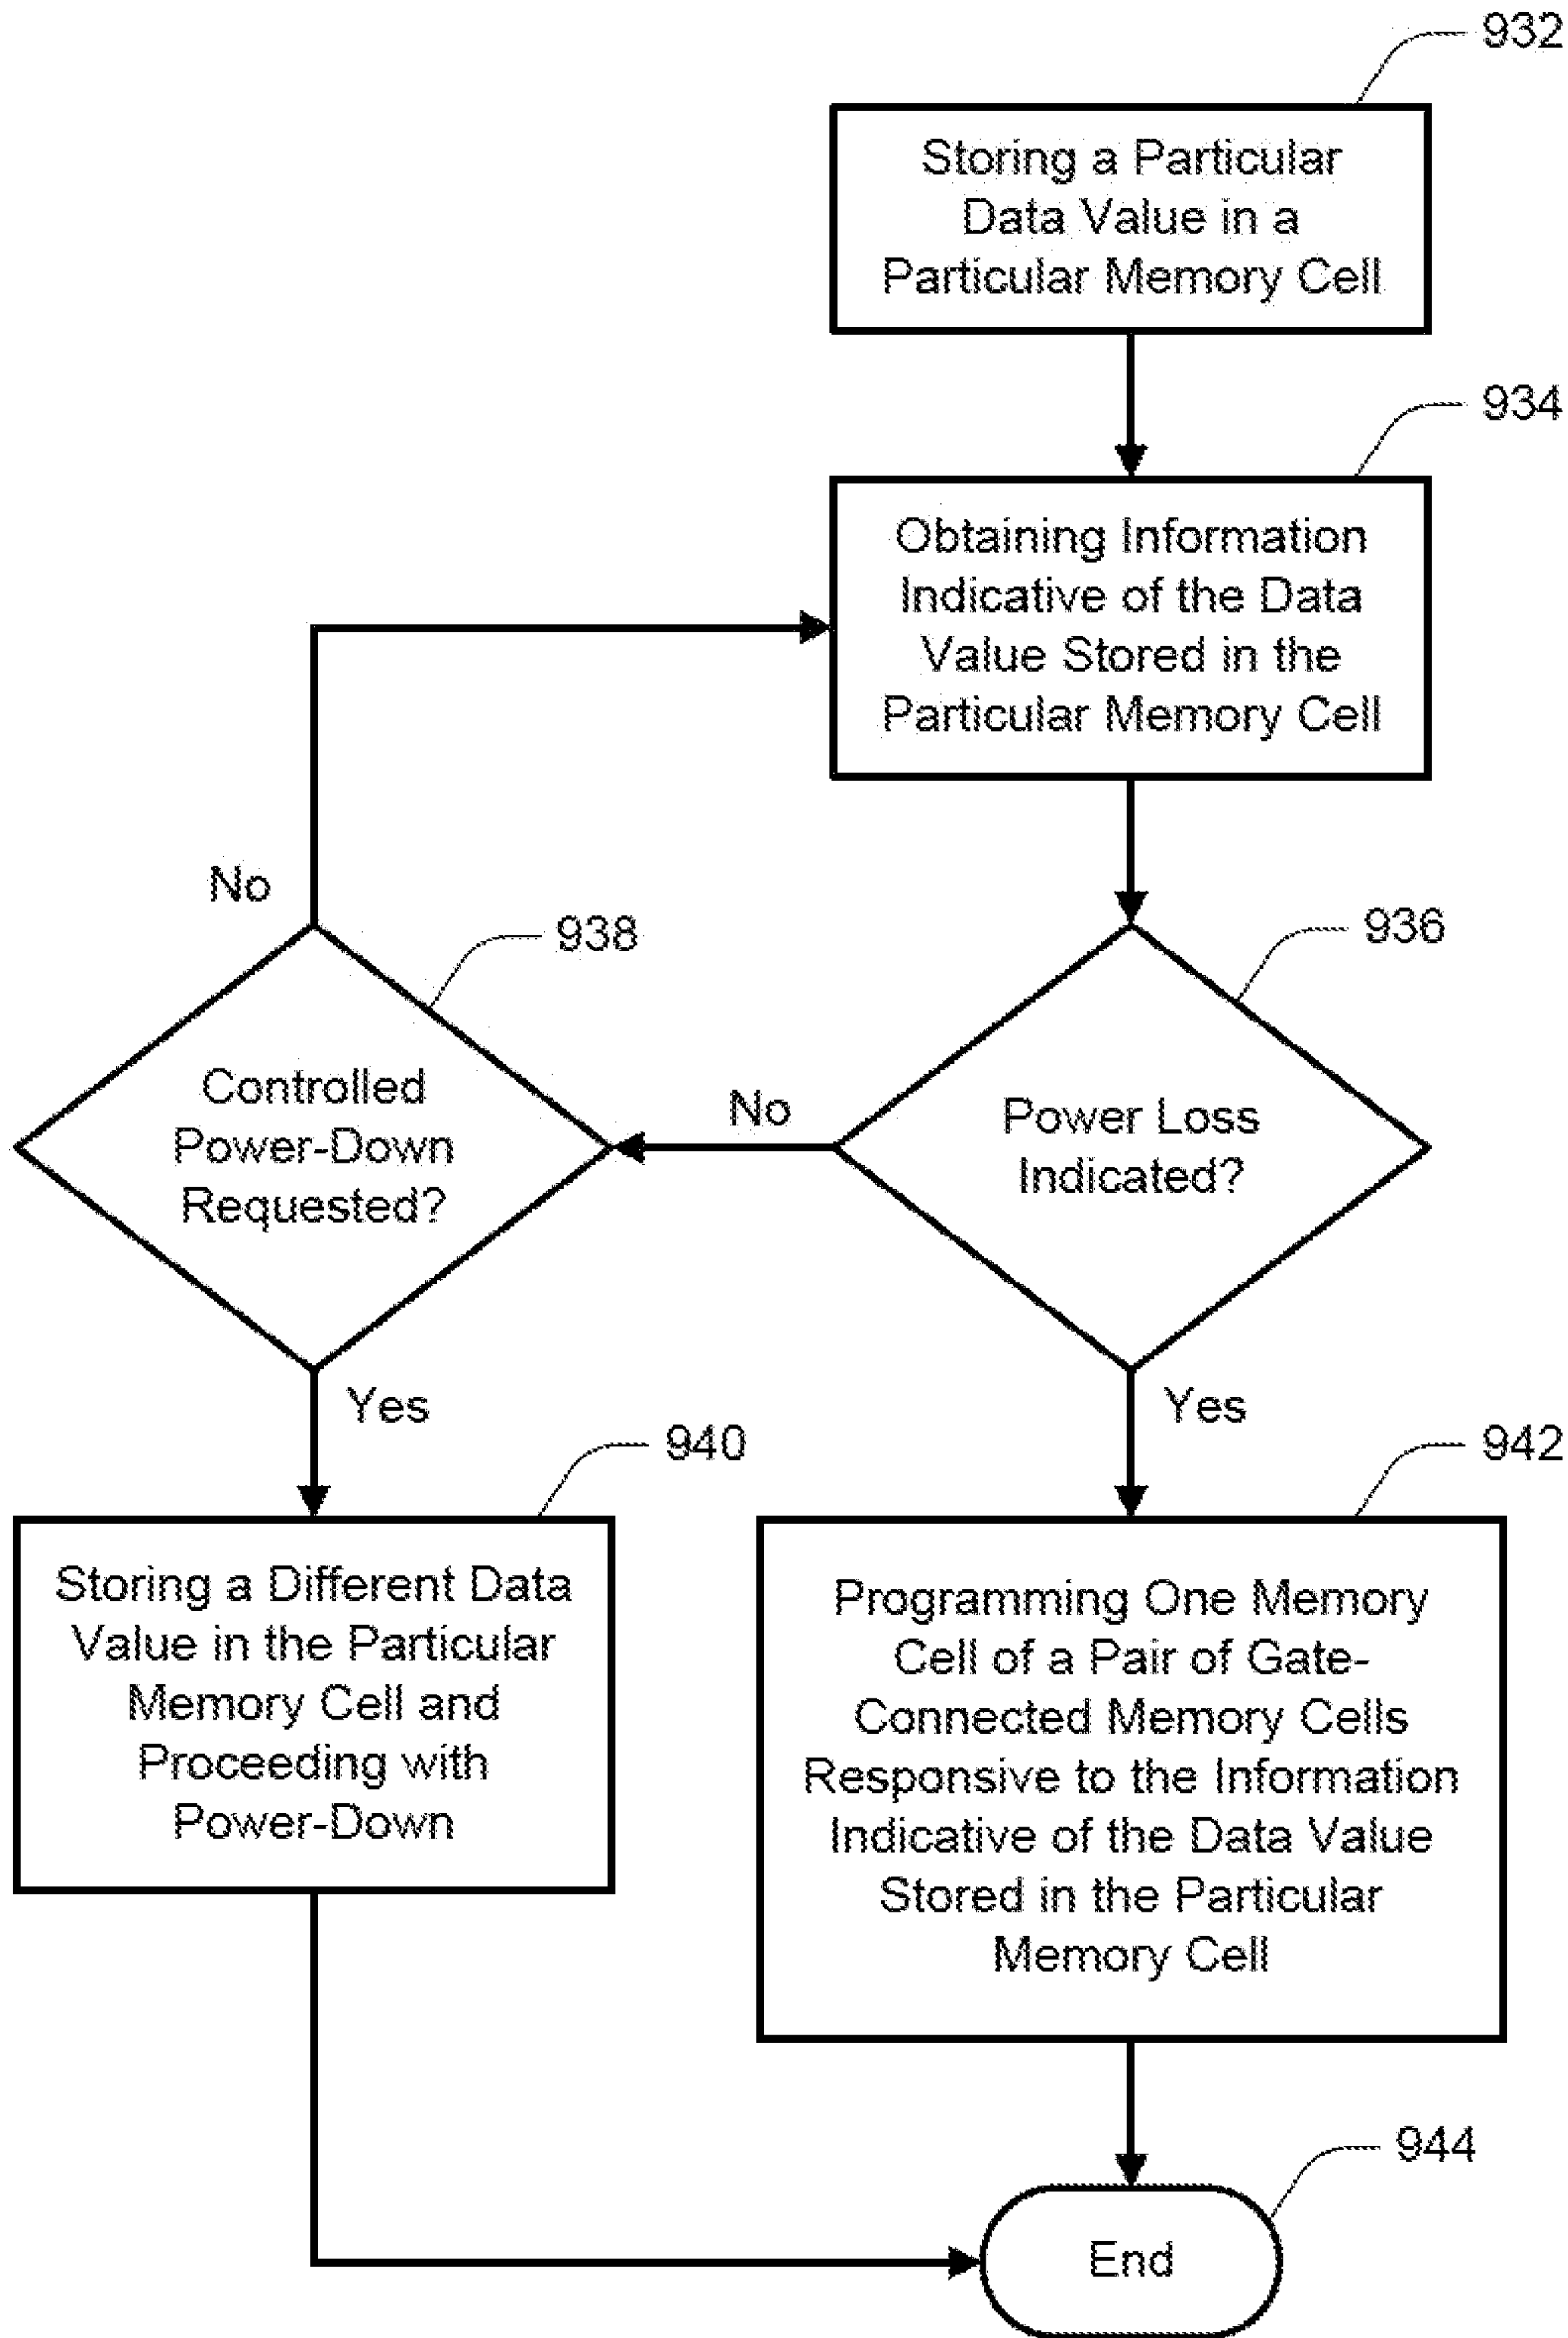 932
Storing a Particular
Data Value in a
Particular Memory Cell
934
Obtaining Information
Indicative of the Data
Value Stored in the
Particular Memory Cell
No
938
936
Controlled
Power-Down
Requested?
No
Power Loss
Indicated?
Yes
Yes
940
942
Storing a Different Data
Value in the Particular
Memory Cell and
Proceeding with
Power-Down
Programming One Memory
Cell of a Pair of Gate-
Connected Memory Cells
Responsive to the Information
Indicative of the Data Value
Stored in the Particular
Memory Cell
944
End